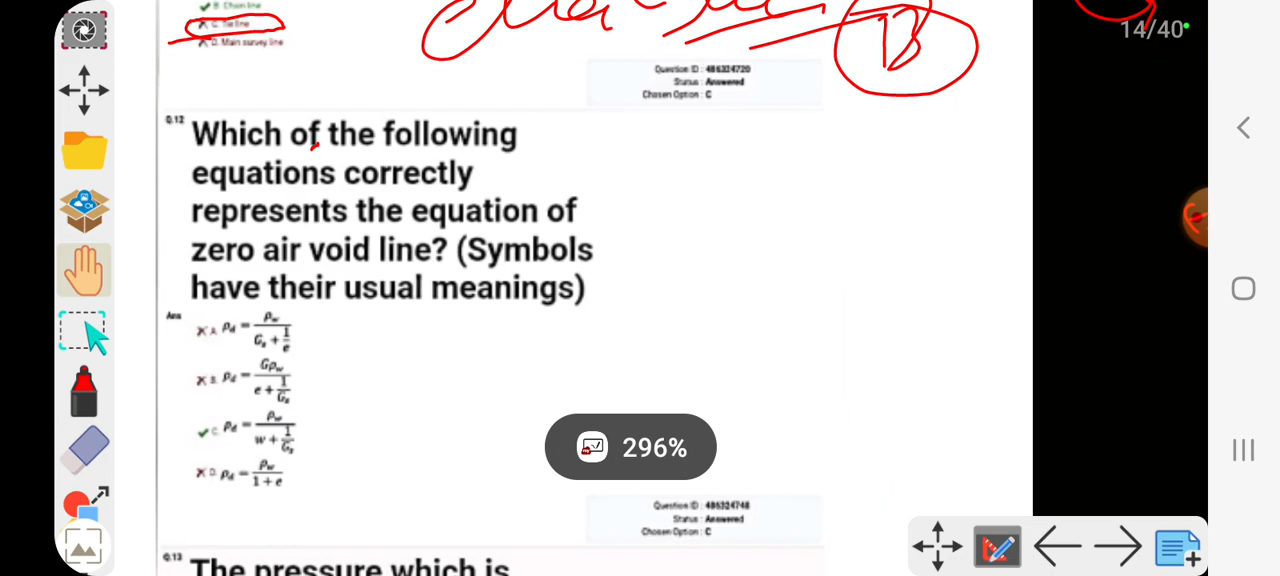 B. Chain line
C. Tie line
D. Main survey line
14/40
Question ID : 486324720
Status : Answered
Chosen Option : C
B
Q.12
Which of the following
equations correctly
represents the equation of
zero air void line? (Symbols
have their usual meanings)
Ans
A. ρd = ρw / (Gs + 1/e)
B. ρd = Gρw / (e + 1/Gs)
C. ρd = ρw / (w + 1/Gs)
D. ρd = ρw / (1 + e)
296%
Question ID : 486324748
Status : Answered
Chosen Option : C
Q.13
The pressure which is